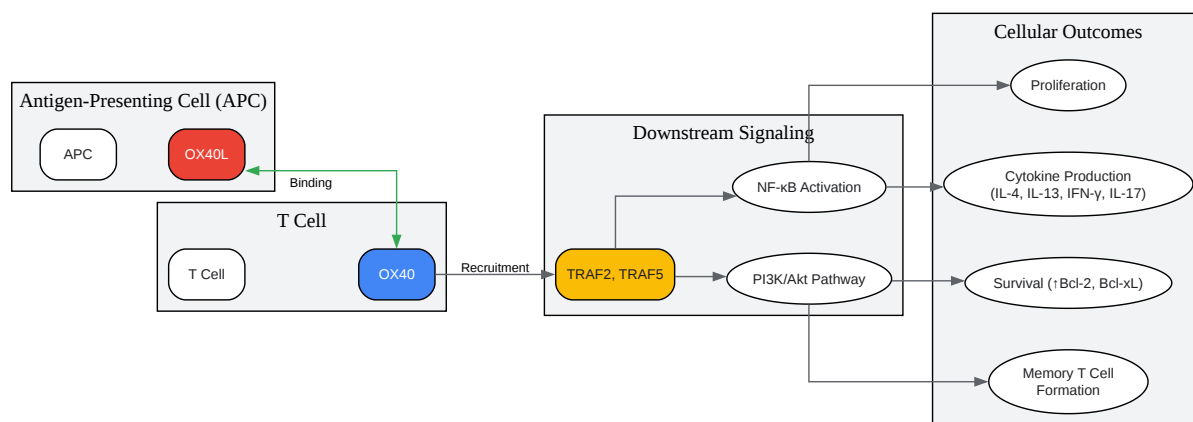 Antigen-Presenting Cell (APC)
APC
OX40L
Binding
T Cell
T Cell
OX40
Recruitment
Downstream Signaling
TRAF2, TRAF5
NF-κB Activation
PI3K/Akt Pathway
Cellular Outcomes
Proliferation
Cytokine Production
(IL-4, IL-13, IFN-γ, IL-17)
Survival (↑Bcl-2, Bcl-xL)
Memory T Cell
Formation